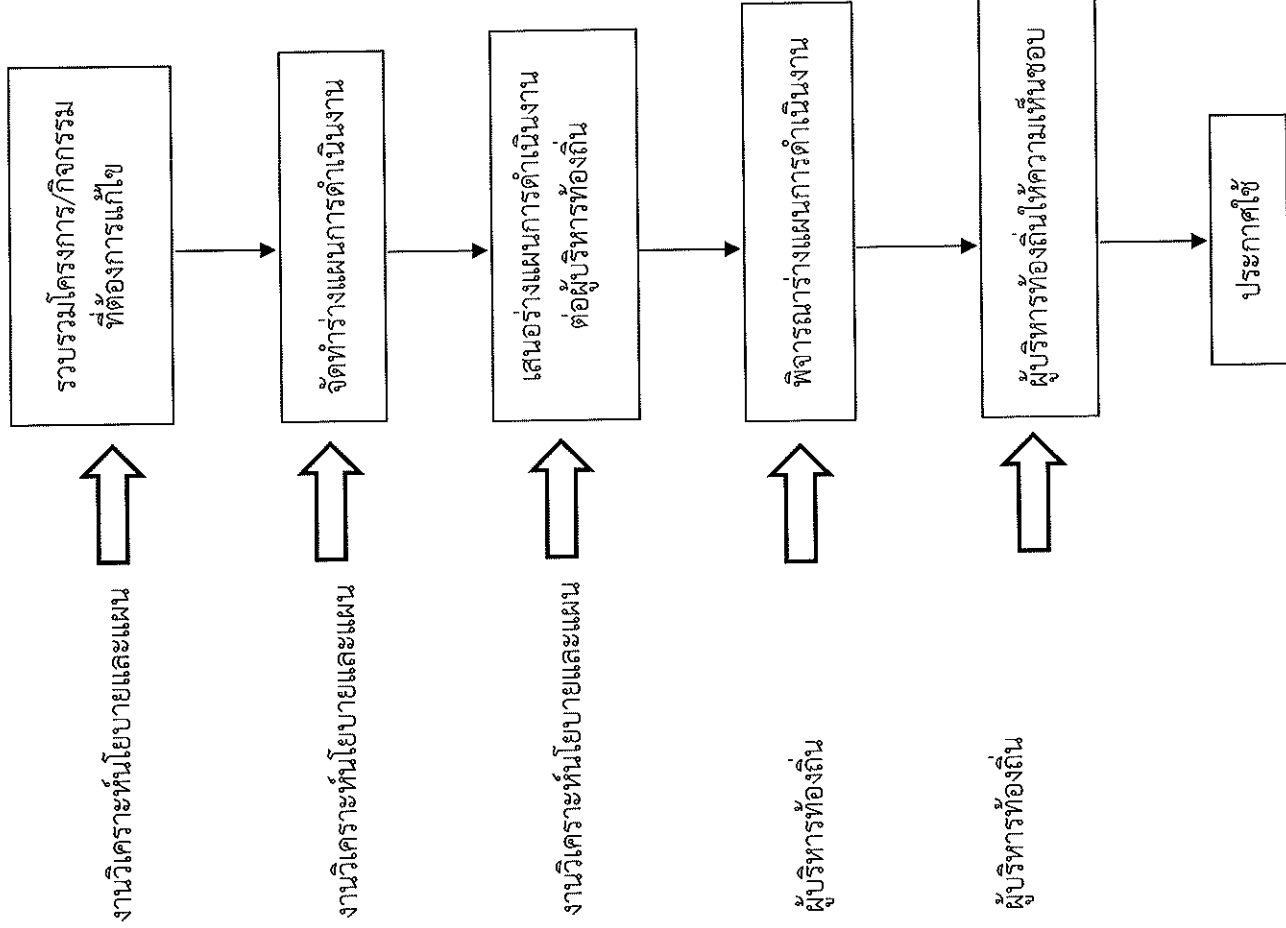 งานวิเคราะห์นโยบายและแผน
รวบรวมโครงการ/กิจกรรม
ที่ต้องการแก้ไข
งานวิเคราะห์นโยบายและแผน
จัดทำร่างแผนการดำเนินงาน
งานวิเคราะห์นโยบายและแผน
เสนอร่างแผนการดำเนินงาน
ต่อผู้บริหารท้องถิ่น
ผู้บริหารท้องถิ่น
พิจารณาร่างแผนการดำเนินงาน
ผู้บริหารท้องถิ่น
ผู้บริหารท้องถิ่นให้ความเห็นชอบ
ประกาศใช้